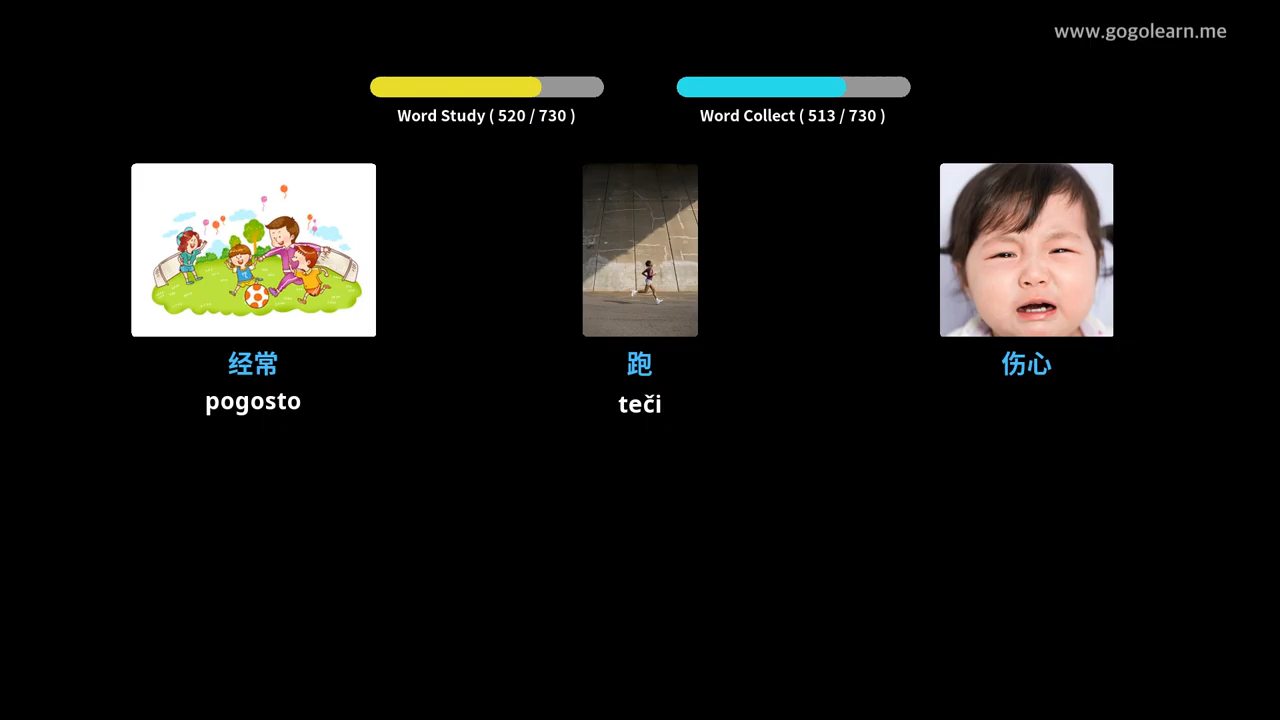 www.gogolearn.me
Word Study ( 520 / 730 )
Word Collect ( 513 / 730 )
经常
跑
伤心
pogosto
teči